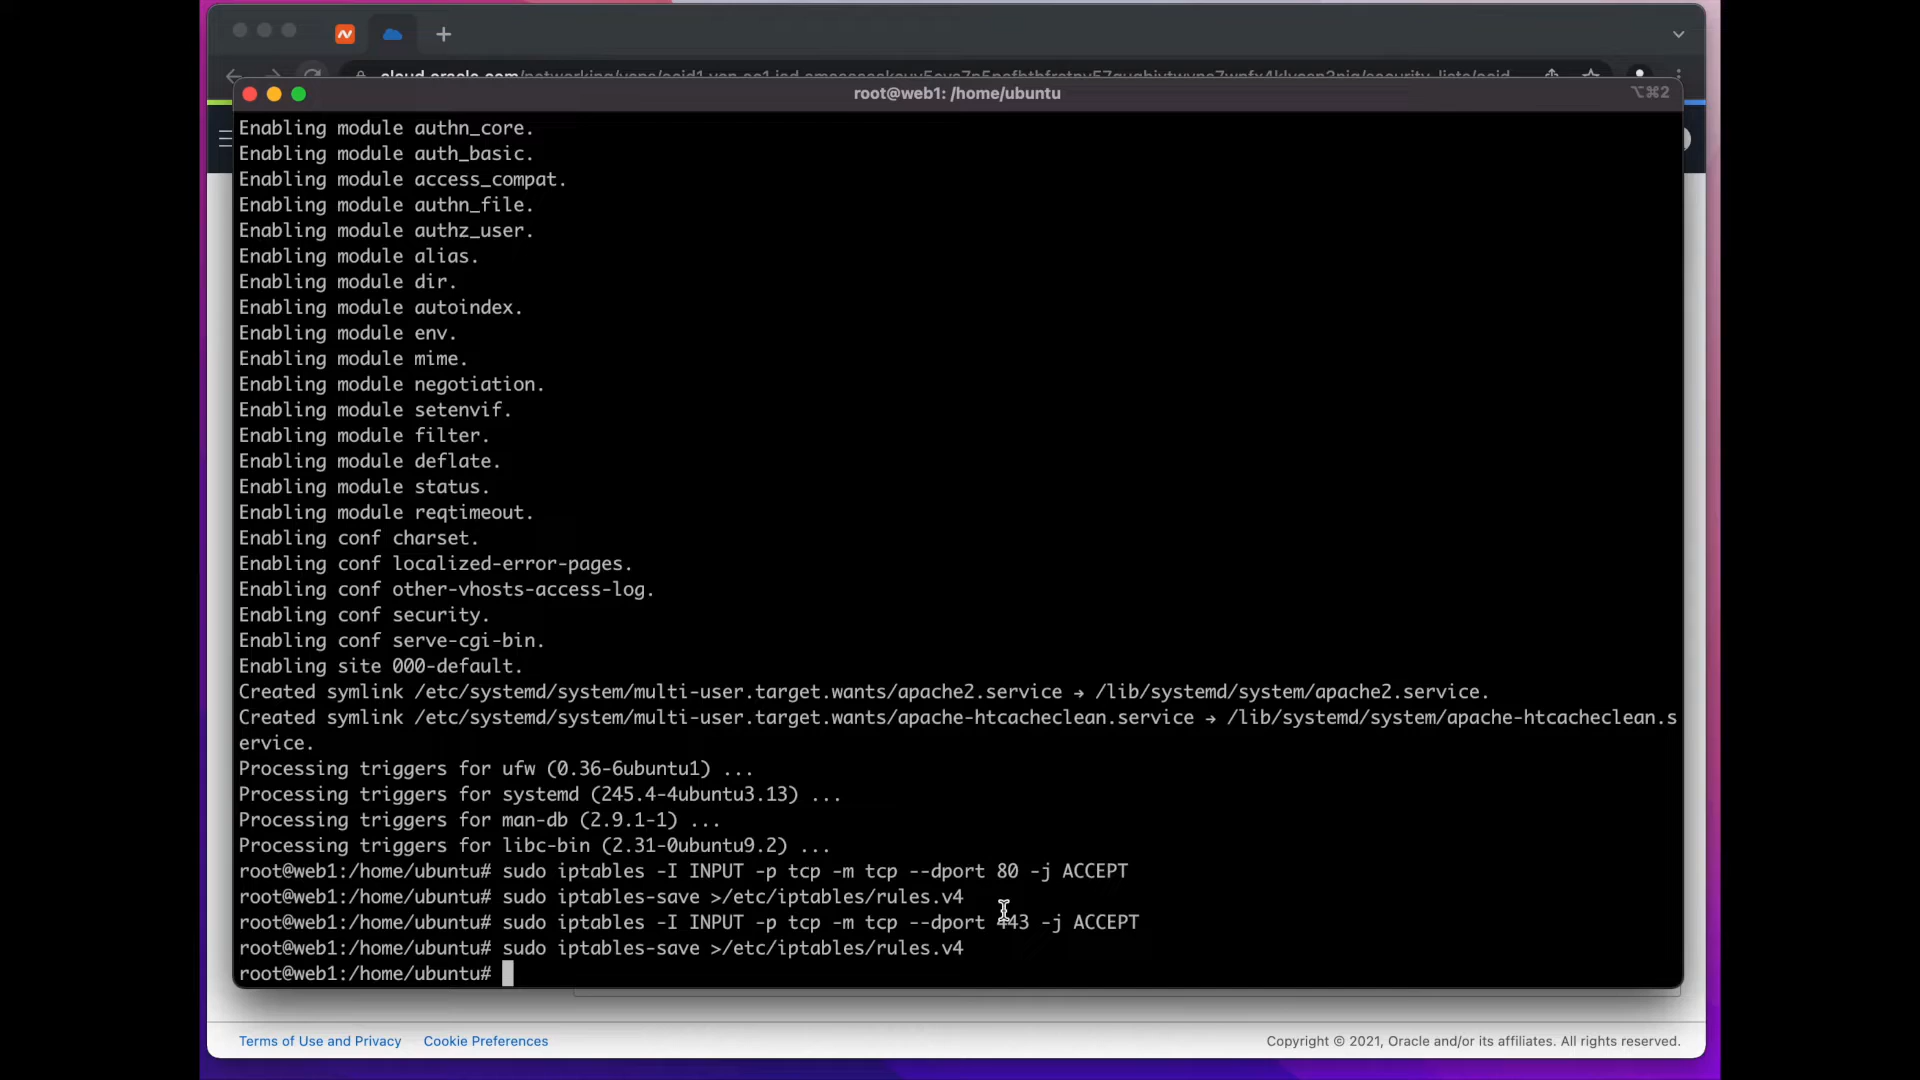 root@web1: /home/ubuntu
⌥⌘2
Enabling module authn_core.
Enabling module auth_basic.
Enabling module access_compat.
Enabling module authn_file.
Enabling module authz_user.
Enabling module alias.
Enabling module dir.
Enabling module autoindex.
Enabling module env.
Enabling module mime.
Enabling module negotiation.
Enabling module setenvif.
Enabling module filter.
Enabling module deflate.
Enabling module status.
Enabling module reqtimeout.
Enabling conf charset.
Enabling conf localized-error-pages.
Enabling conf other-vhosts-access-log.
Enabling conf security.
Enabling conf serve-cgi-bin.
Enabling site 000-default.
Created symlink /etc/systemd/system/multi-user.target.wants/apache2.service → /lib/systemd/system/apache2.service.
Created symlink /etc/systemd/system/multi-user.target.wants/apache-htcacheclean.service → /lib/systemd/system/apache-htcacheclean.s
ervice.
Processing triggers for ufw (0.36-6ubuntu1) ...
Processing triggers for systemd (245.4-4ubuntu3.13) ...
Processing triggers for man-db (2.9.1-1) ...
Processing triggers for libc-bin (2.31-0ubuntu9.2) ...
root@web1:/home/ubuntu# sudo iptables -I INPUT -p tcp -m tcp --dport 80 -j ACCEPT
root@web1:/home/ubuntu# sudo iptables-save >/etc/iptables/rules.v4
root@web1:/home/ubuntu# sudo iptables -I INPUT -p tcp -m tcp --dport 443 -j ACCEPT
root@web1:/home/ubuntu# sudo iptables-save >/etc/iptables/rules.v4
root@web1:/home/ubuntu#
Terms of Use and Privacy Cookie Preferences Copyright © 2021, Oracle and/or its affiliates. All rights reserved.